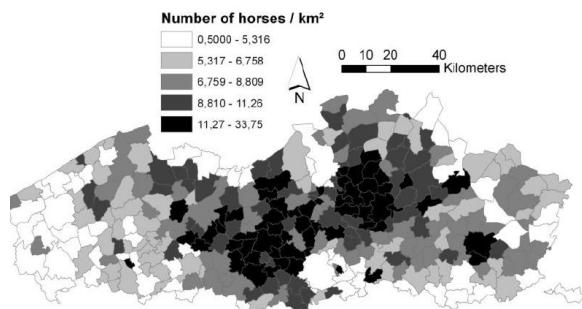 Number of horses / km²
0,5000 - 5,316
5,317 - 6,758
6,759 - 8,809
8,810 - 11,26
11,27 - 33,75
0 10 20 40
Kilometers
N